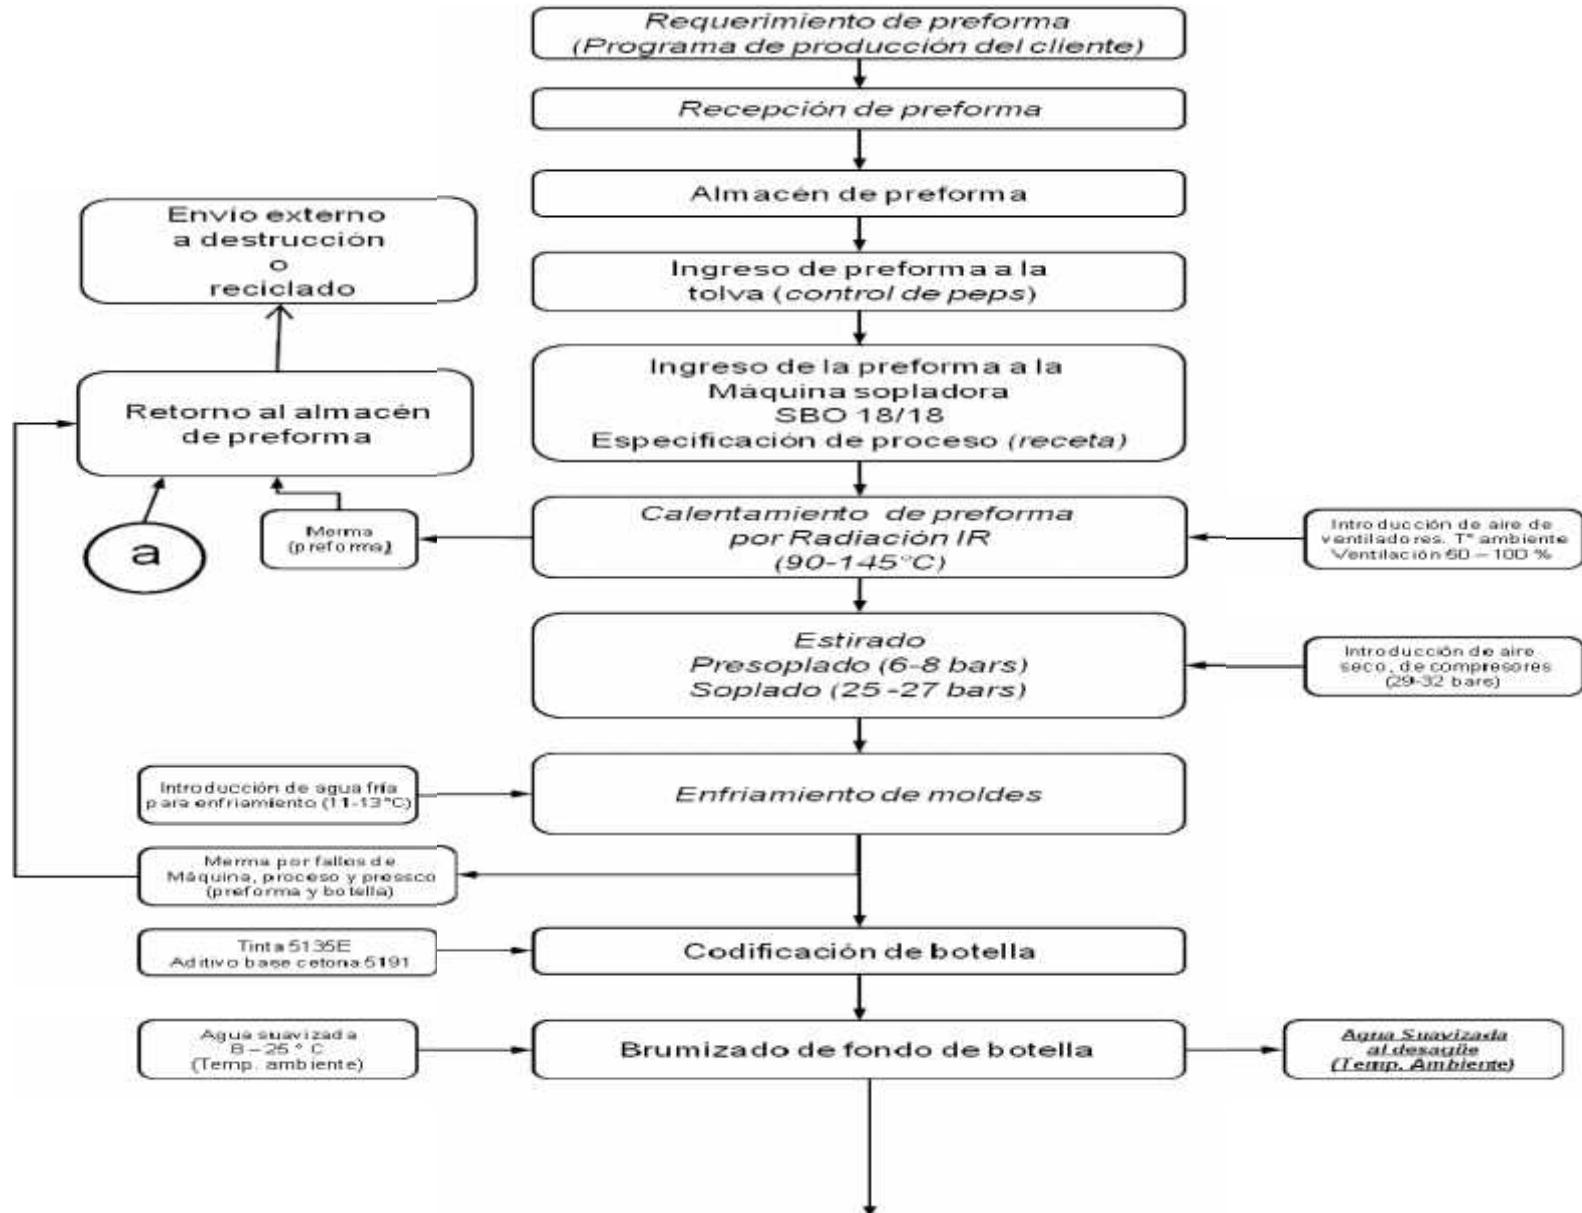 Requerimiento de preforma
(Programa de producción del cliente)
Recepción de preforma
Almacén de preforma
Envío externo
a destrucción
o
reciclado
Ingreso de preforma a la
tolva (control de peps)
Ingreso de la preforma a la
Máquina sopladora
SBO 18/18
Especificación de proceso (receta)
Retorno al almacén
de preforma
a
Merma
(preforma)
Calentamiento de preforma
por Radiación IR
(90-145°C)
Introducción de aire de
ventiladores. T° ambiente
Ventilación 60 – 100 %
Estirado
Presoplado (6-8 bars)
Soplado (25-27 bars)
Introducción de aire
seco, de compresores
(29-32 bars)
Introducción de agua fría
para enfriamiento (11-13°C)
Enfriamiento de moldes
Merma por fallos de
Máquina, proceso y pressco
(preforma y botella)
Tinta 5135E
Aditivo base cetona 5191
Codificación de botella
Agua suavizada
8 – 25 ° C
(Temp. ambiente)
Brumizado de fondo de botella
Agua Suavizada
al desagüe
(Temp. Ambiente)